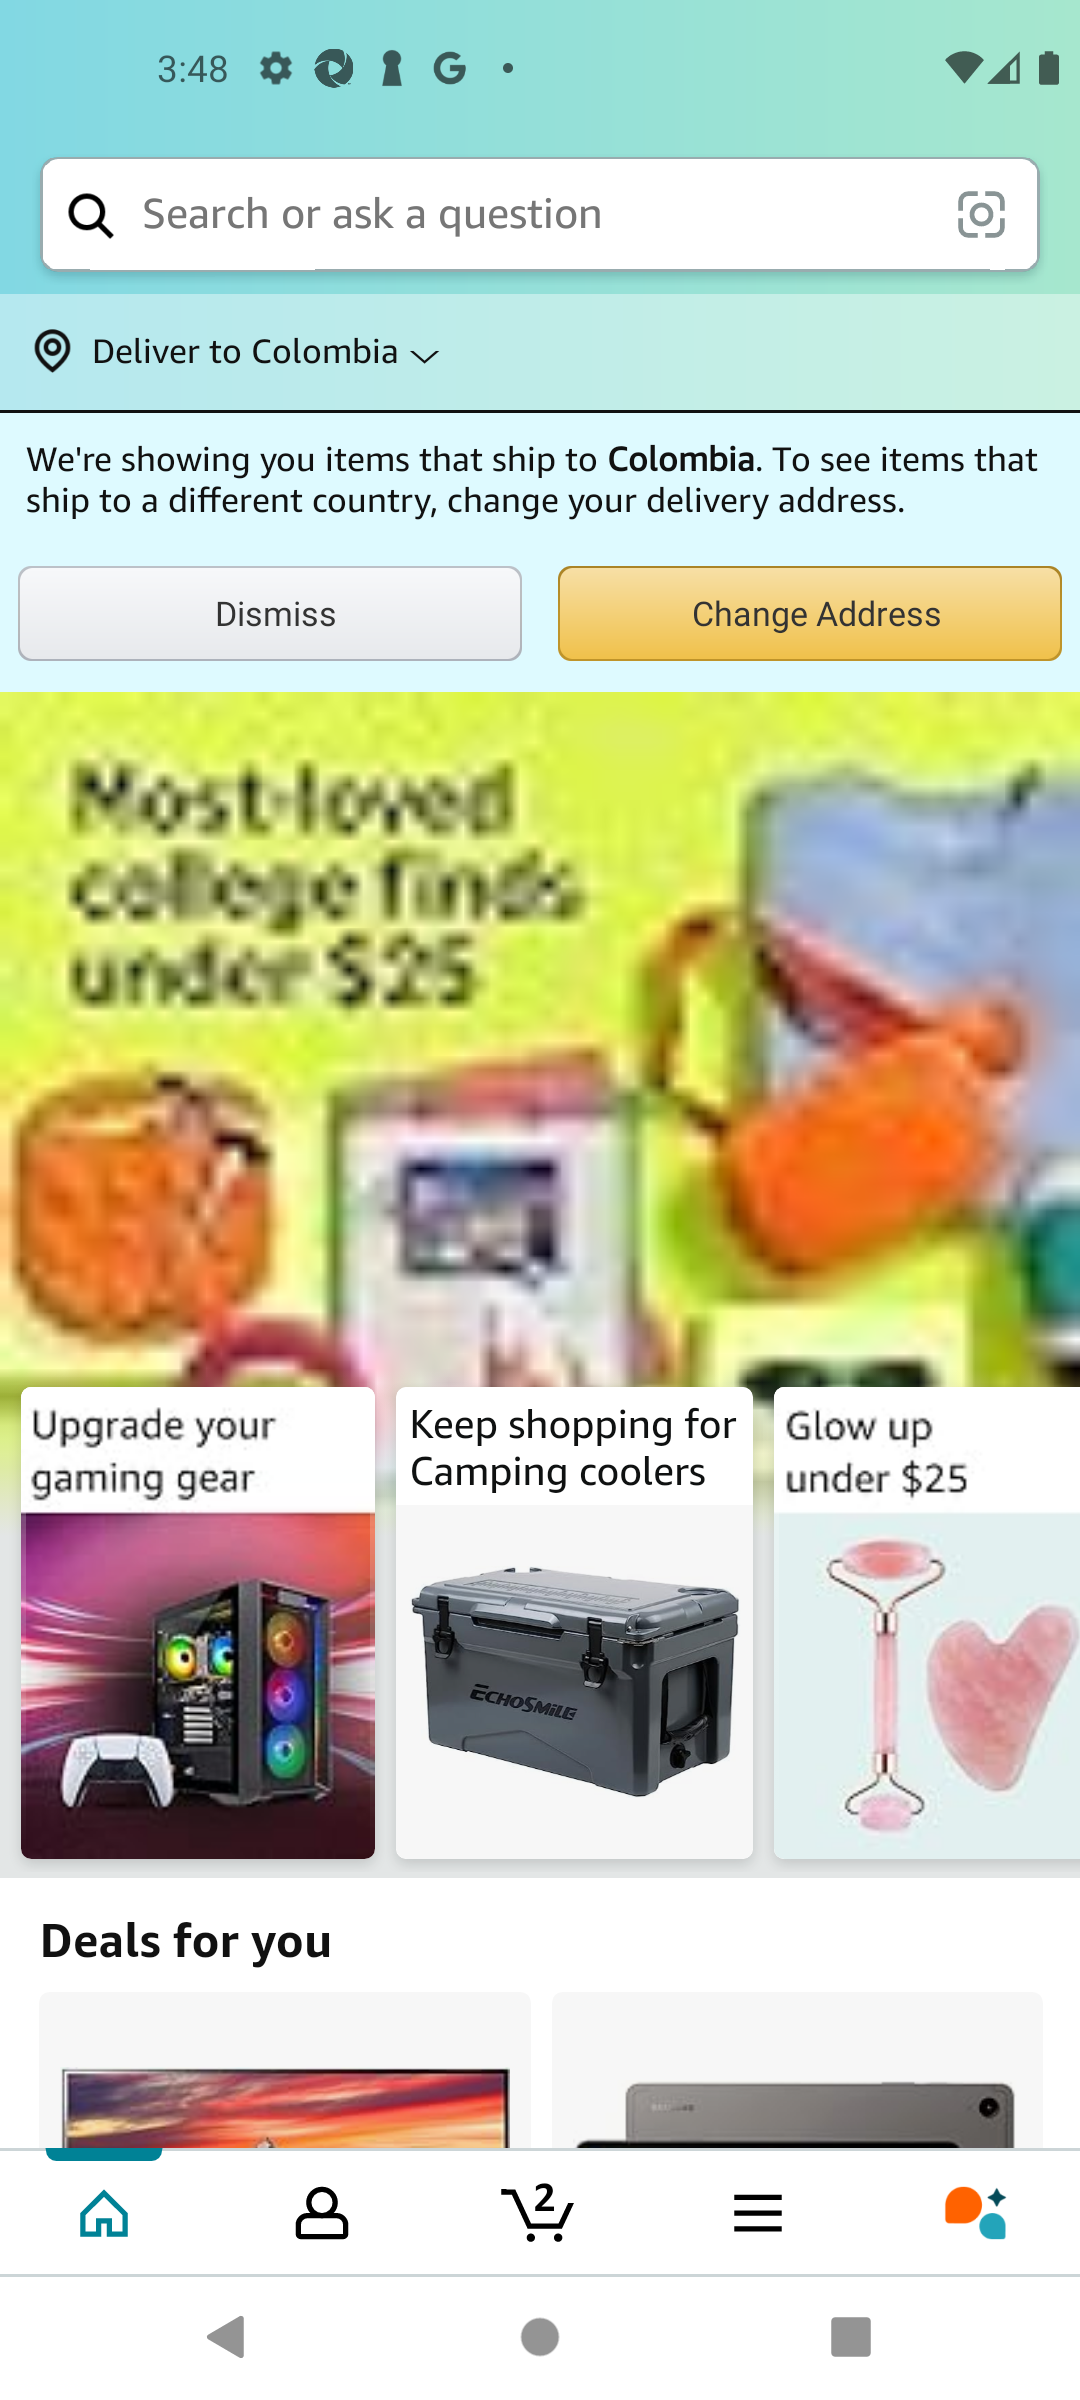 3:48
Search or ask a question
Deliver to Colombia
We're showing you items that ship to Colombia. To see items that
ship to a different country, change your delivery address.
Dismiss
Change Address
Most-loved
college finds
under $25
Upgrade your
gaming gear
Keep shopping for
Camping coolers
ECHOSMILE
Glow up
under $25
Deals for you
2